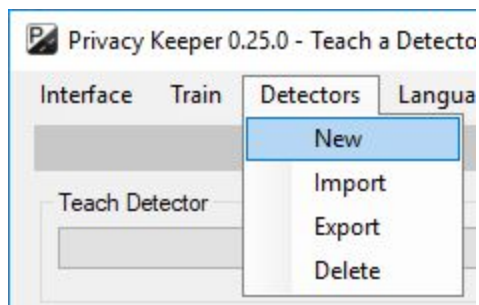 Privacy Keeper 0.25.0 - Teach a Detecto
Interface Train Detectors Langua
New
Import
Teach Detector
Export
Delete